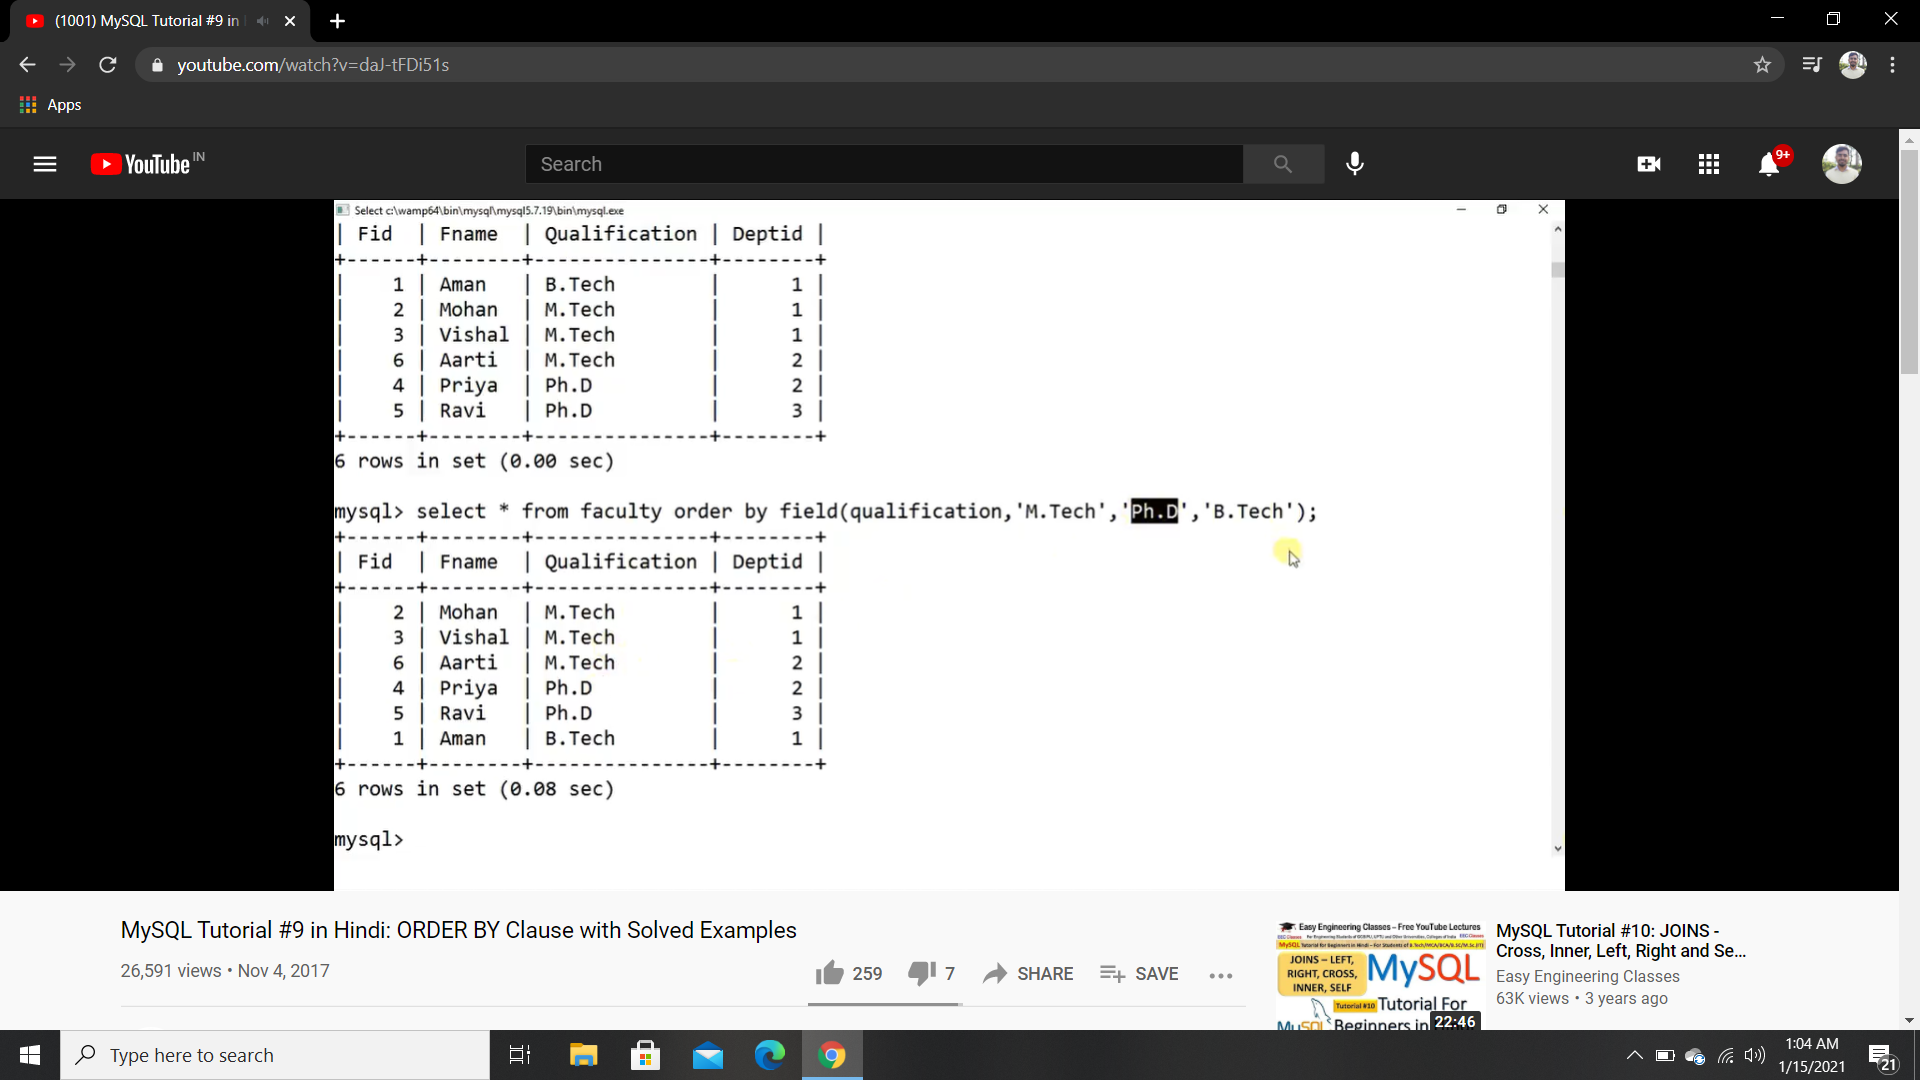 (1001) MySQL Tutorial #9 in
youtube.com/watch?v=daJ-tFDi51s
Apps
YouTube IN
Search
9+
Select c:\wamp64\bin\mysql\mysql5.7.19\bin\mysql.exe
| Fid | Fname | Qualification | Deptid |
+------+--------+---------------+--------+
| 1 | Aman | B.Tech | 1 |
| 2 | Mohan | M.Tech | 1 |
| 3 | Vishal | M.Tech | 1 |
| 6 | Aarti | M.Tech | 2 |
| 4 | Priya | Ph.D | 2 |
| 5 | Ravi | Ph.D | 3 |
+------+--------+---------------+--------+
6 rows in set (0.00 sec)
mysql> select * from faculty order by field(qualification,'M.Tech','Ph.D','B.Tech');
+------+--------+---------------+--------+
| Fid | Fname | Qualification | Deptid |
+------+--------+---------------+--------+
| 2 | Mohan | M.Tech | 1 |
| 3 | Vishal | M.Tech | 1 |
| 6 | Aarti | M.Tech | 2 |
| 4 | Priya | Ph.D | 2 |
| 5 | Ravi | Ph.D | 3 |
| 1 | Aman | B.Tech | 1 |
+------+--------+---------------+--------+
6 rows in set (0.08 sec)
mysql>
MySQL Tutorial #9 in Hindi: ORDER BY Clause with Solved Examples
26,591 views • Nov 4, 2017
259
7
SHARE
SAVE
Easy Engineering Classes – Free YouTube Lectures
JOINS – LEFT,
RIGHT, CROSS,
INNER, SELF
MySQL
Tutorial #10
Tutorial For
Beginners in
22:46
MySQL Tutorial #10: JOINS -
Cross, Inner, Left, Right and Se...
Easy Engineering Classes
63K views • 3 years ago
Type here to search
1:04 AM
1/15/2021
21